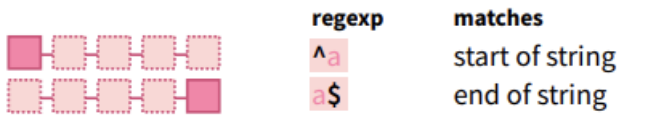 regexp matches
^a start of string
a$ end of string